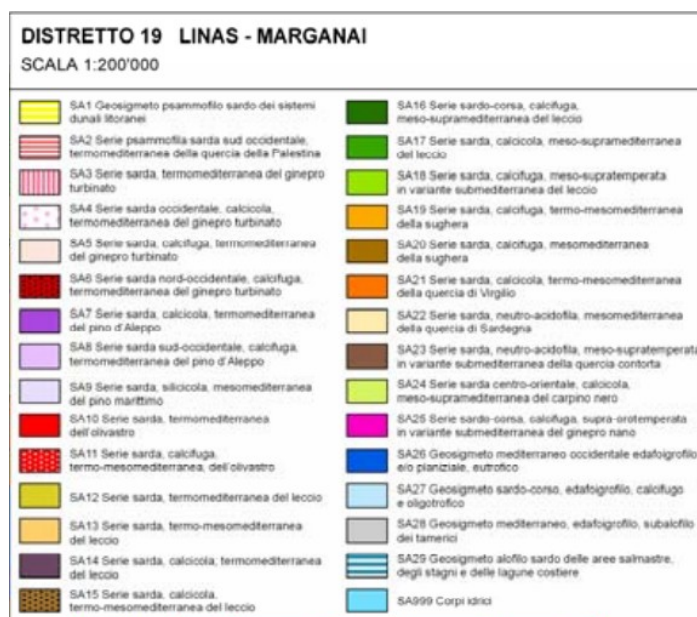 DISTRETTO 19 LINAS - MARGANAI
SCALA 1:200'000
SA1 Geosigmeto psammofilo sardo dei sistemi
dunali litoranei
SA2 Serie psammofila sarda sud occidentale,
termomediterranea della quercia della Palestina
SA3 Serie sarda, termomediterranea del ginepro
turbinato
SA4 Serie sarda occidentale, calcicola,
termomediterranea del ginepro turbinato
SA5 Serie sarda, calcifuga, termomediterranea
del ginepro turbinato
SA6 Serie sarda nord-occidentale, calcifuga,
termomediterranea del ginepro turbinato
SA7 Serie sarda, calcicola, termomediterranea
del pino d'Aleppo
SA8 Serie sarda sud-occidentale, calcifuga,
termomediterranea del pino d'Aleppo
SA9 Serie sarda, silicicola, mesomediterranea
del pino marittimo
SA10 Serie sarda, termomediterranea
dell'olivastro
SA11 Serie sarda, calcifuga,
termo-mesomediterranea, dell'olivastro
SA12 Serie sarda, termomediterranea del leccio
SA13 Serie sarda, termo-mesomediterranea
del leccio
SA14 Serie sarda, calcicola, termomediterranea
del leccio
SA15 Serie sarda, calcicola,
termo-mesomediterranea del leccio
SA16 Serie sardo-corsa, calcifuga,
meso-supramediterranea del leccio
SA17 Serie sarda, calcicola, meso-supramediterranea
del leccio
SA18 Serie sarda, calcifuga, meso-supratemperata
in variante submediterranea del leccio
SA19 Serie sarda, calcifuga, termo-mesomediterranea
della sughera
SA20 Serie sarda, calcifuga, mesomediterranea
della sughera
SA21 Serie sarda, calcicola, termo-mesomediterranea
della quercia di Virgilio
SA22 Serie sarda, neutro-acidofila, mesomediterranea
della quercia di Sardegna
SA23 Serie sarda, neutro-acidofila, meso-supratemperata
in variante submediterranea della quercia contorta
SA24 Serie sarda centro-orientale, calcicola,
meso-supramediterranea del carpino nero
SA25 Serie sardo-corsa, calcifuga, supra-orotemperata
in variante submediterranea del ginepro nano
SA26 Geosigmeto mediterraneo occidentale edafoigrofilo
e/o planiziale, eutrofico
SA27 Geosigmeto sardo-corso, edafoigrofilo, calcifugo
e oligotrofico
SA28 Geosigmeto mediterraneo, edafoigrofilo, subalofilo
dei tamerici
SA29 Geosigmeto alofilo sardo delle aree salmastre,
degli stagni e delle lagune costiere
SA999 Corpi idrici